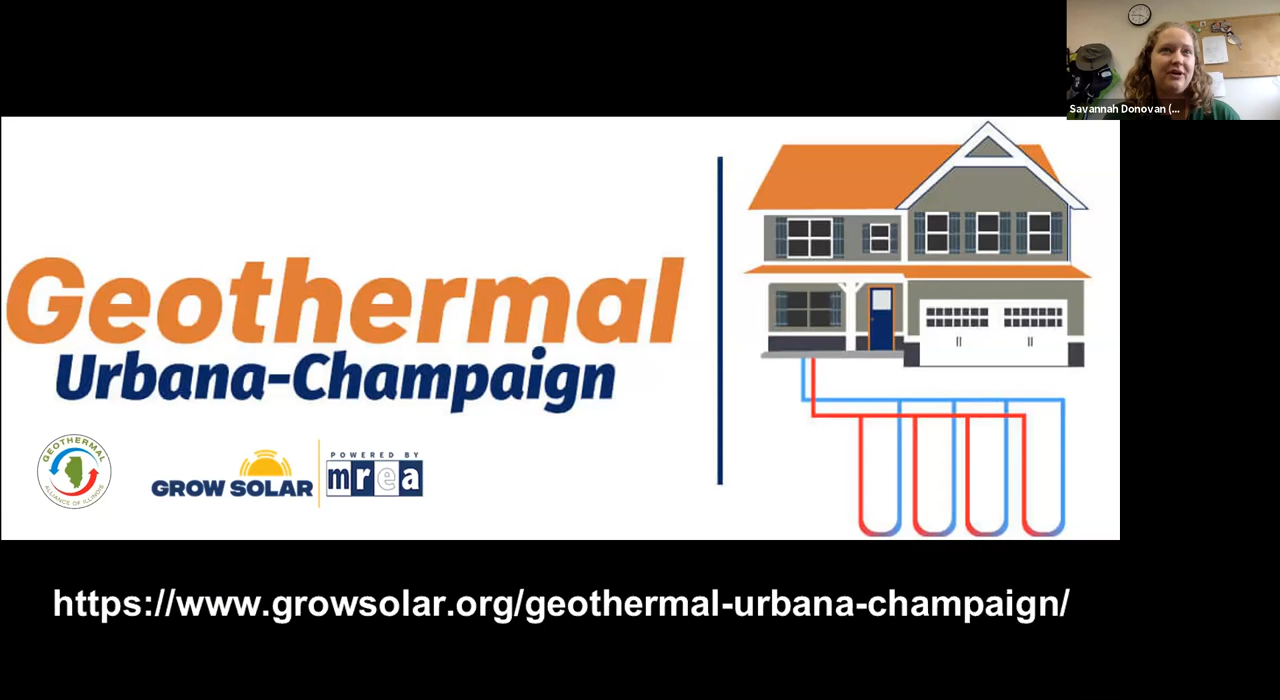 Savannah Donovan (...
Geothermal
Urbana-Champaign
GEOTHERMAL
ALLIANCE OF ILLINOIS
GROW SOLAR
POWERED BY
mrea
https://www.growsolar.org/geothermal-urbana-champaign/